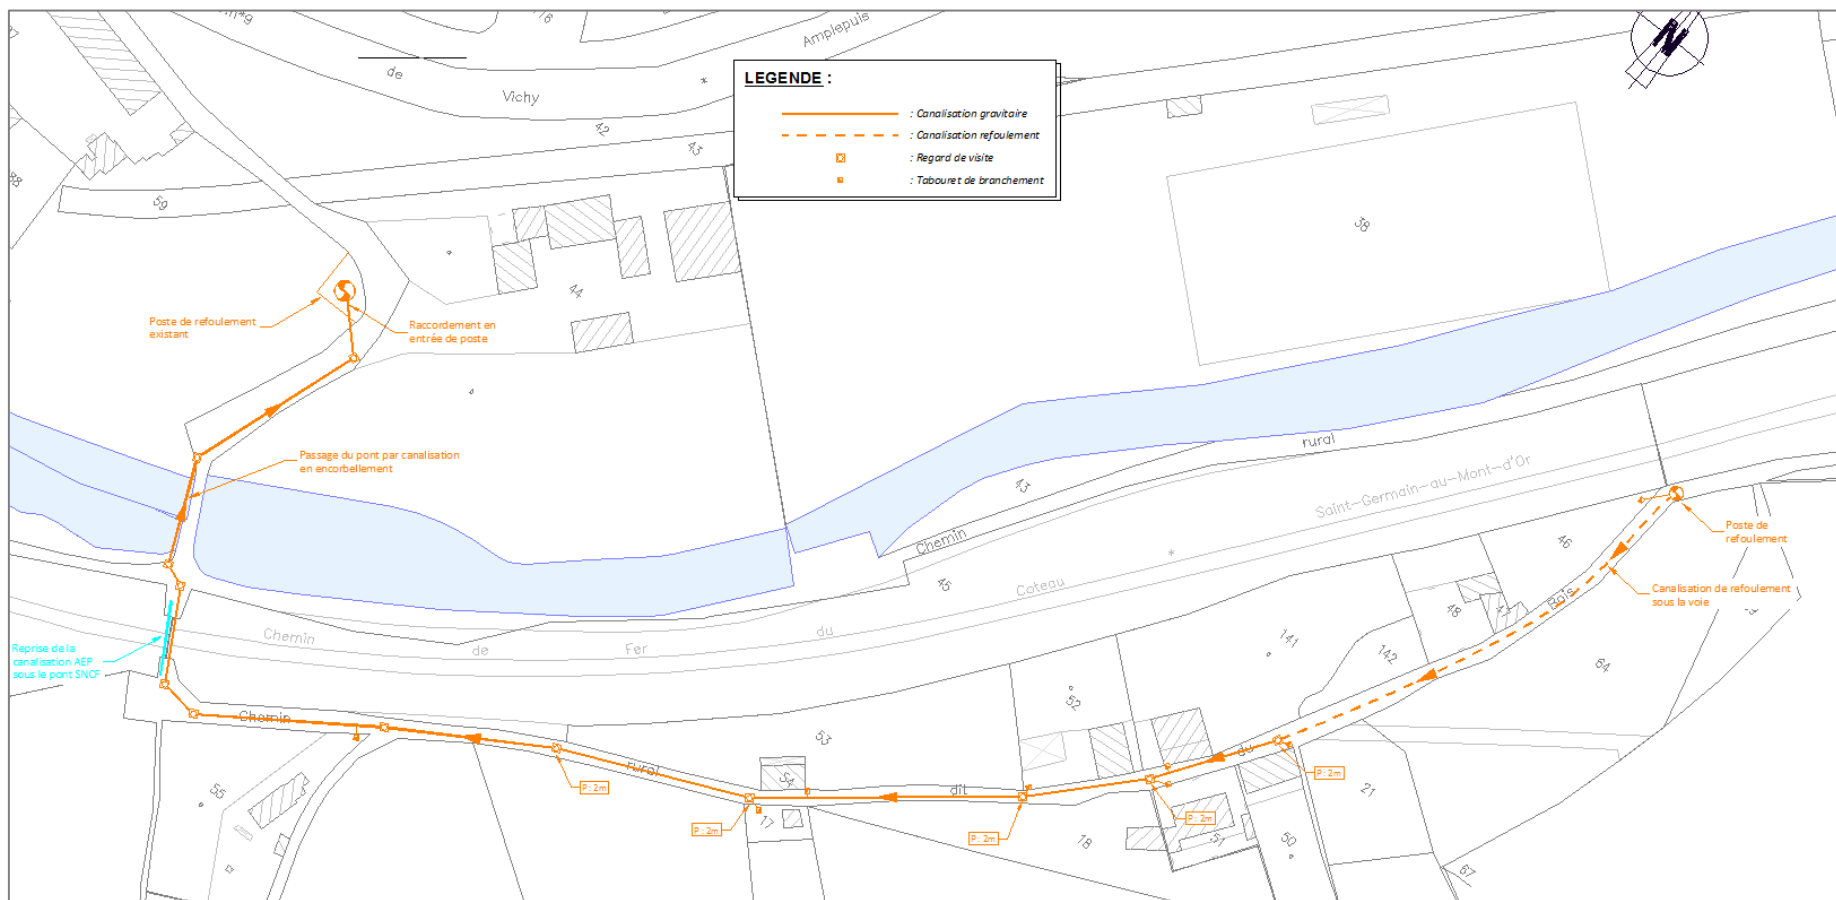 de
Vichy
*
Amplepuis
N
LEGENDE :
: Canalisation gravitaire
: Canalisation refoulement
: Regard de visite
: Tabouret de branchement
42
43
59
88
44
38
Poste de refoulement
existant
Raccordement en
entrée de poste
Passage du pont par canalisation
en encorbellement
rural
43
Chemin
Saint-Germain-au-Mont-d'Or
*
Coteau
45
Chemin
de
Fer
du
Reprise de la
canalisation AEP
sous le pont SNCF
Poste de
refoulement
Canalisation de refoulement
sous la voie
46
Bois
48
47
141
142
64
52
53
54
55
Chemin
rural
dit
du
P: 2m
P: 2m
P: 2m
P: 2m
P: 2m
17
18
51
50
21
67